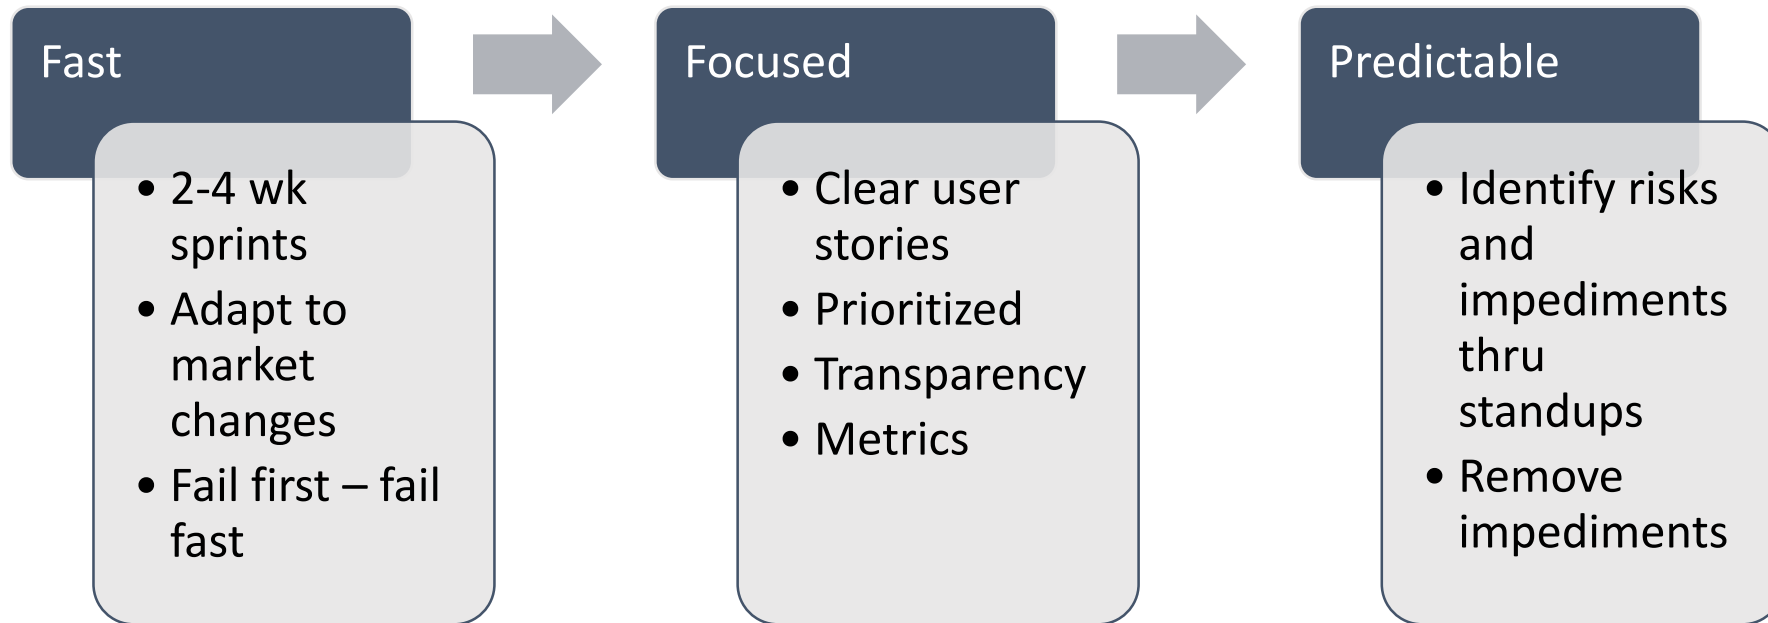 Fast
• 2-4 wk
sprints
• Adapt to
market
changes
• Fail first – fail
fast
Focused
• Clear user
stories
• Prioritized
• Transparency
• Metrics
Predictable
• Identify risks
and
impediments
thru
standups
• Remove
impediments